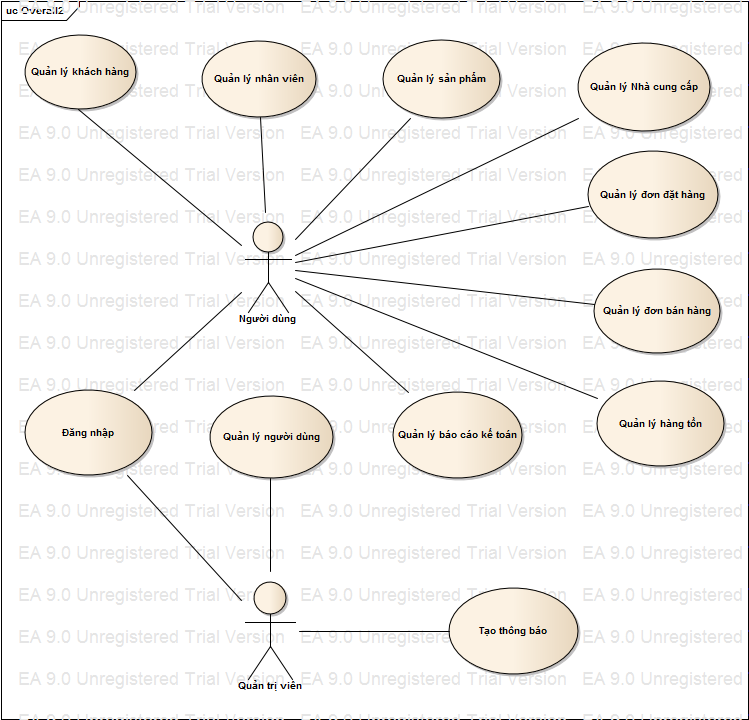 uc Overall2
Quản lý khách hàng
Quản lý nhân viên
Quản lý sản phẩm
Quản lý Nhà cung cấp
Quản lý đơn đặt hàng
Người dùng
Quản lý đơn bán hàng
Đăng nhập
Quản lý người dùng
Quản lý báo cáo kế toán
Quản lý hàng tồn
Quản trị viên
Tạo thông báo
EA 9.0 Unregistered Trial Version